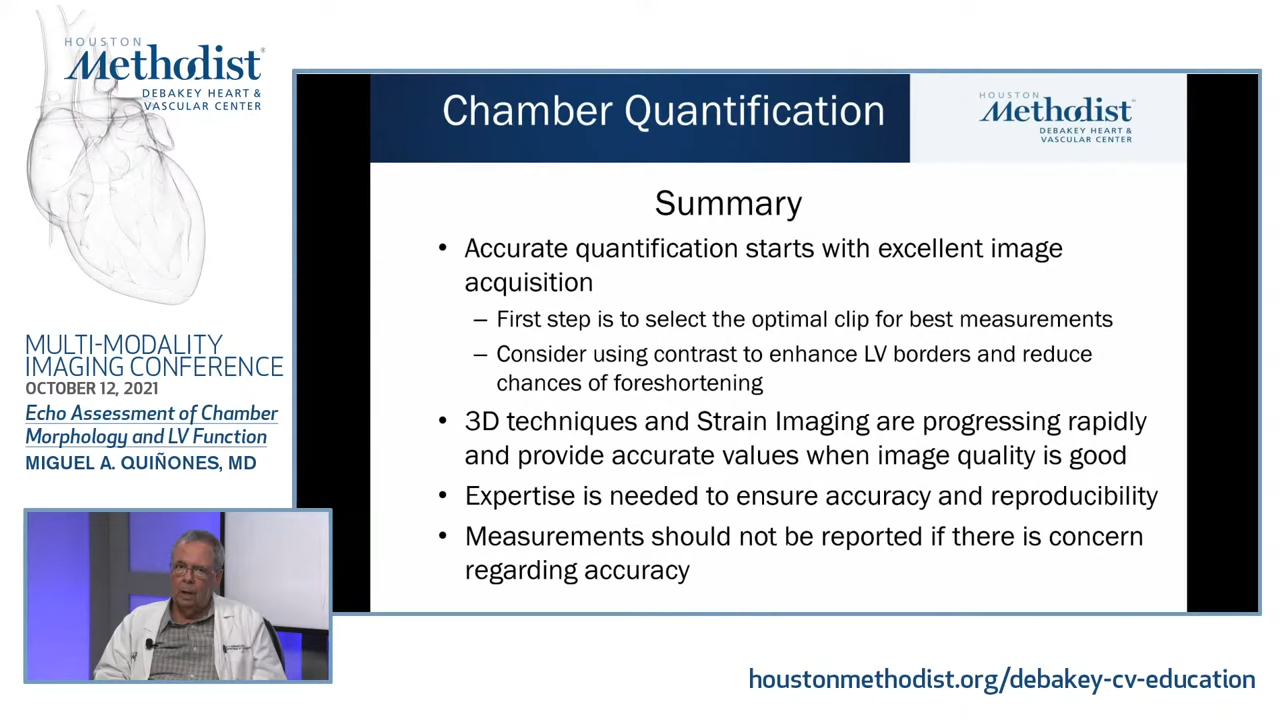 HOUSTON
Methodist
DEBAKEY HEART &
VASCULAR CENTER
MULTI-MODALITY
IMAGING CONFERENCE
OCTOBER 12, 2021
Echo Assessment of Chamber
Morphology and LV Function
MIGUEL A. QUIÑONES, MD
Chamber Quantification
HOUSTON
Methodist
DEBAKEY HEART &
VASCULAR CENTER
Summary
• Accurate quantification starts with excellent image
acquisition
– First step is to select the optimal clip for best measurements
– Consider using contrast to enhance LV borders and reduce
chances of foreshortening
• 3D techniques and Strain Imaging are progressing rapidly
and provide accurate values when image quality is good
• Expertise is needed to ensure accuracy and reproducibility
• Measurements should not be reported if there is concern
regarding accuracy
houstonmethodist.org/debakey-cv-education